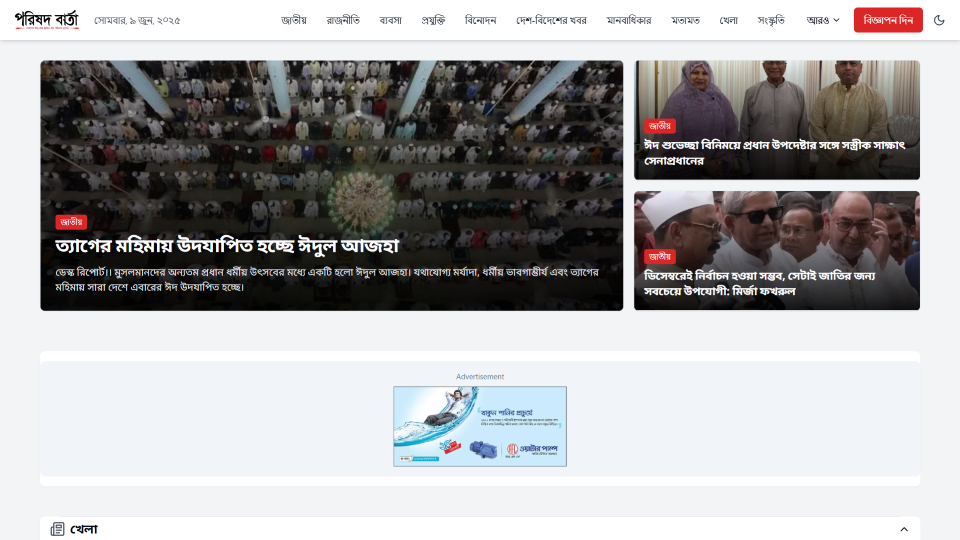 পরিষদ বার্তা
সোমবার, ৯ জুন, ২০২৫
জাতীয়
রাজনীতি
ব্যবসা
প্রযুক্তি
বিনোদন
দেশ-বিদেশের খবর
মানবাধিকার
মতামত
খেলা
সংস্কৃতি
আরও
বিজ্ঞাপন দিন
জাতীয়
ত্যাগের মহিমায় উদযাপিত হচ্ছে ঈদুল আজহা
ডেস্ক রিপোর্ট।। মুসলমানদের অন্যতম প্রধান ধর্মীয় উৎসবের মধ্যে একটি হলো ঈদুল আজহা। যথাযোগ্য মর্যাদা, ধর্মীয় ভাবগাম্ভীর্য এবং ত্যাগের
মহিমায় সারা দেশে এবারের ঈদ উদযাপিত হচ্ছে।
জাতীয়
ঈদ শুভেচ্ছা বিনিময়ে প্রধান উপদেষ্টার সঙ্গে সস্ত্রীক সাক্ষাৎ
সেনাপ্রধানের
জাতীয়
ডিসেম্বরেই নির্বাচন হওয়া সম্ভব, সেটাই জাতির জন্য
সবচেয়ে উপযোগী: মির্জা ফখরুল
Advertisement
থাকুন পানির প্রাচুর্যে
ওয়াটার পাম্প
খেলা